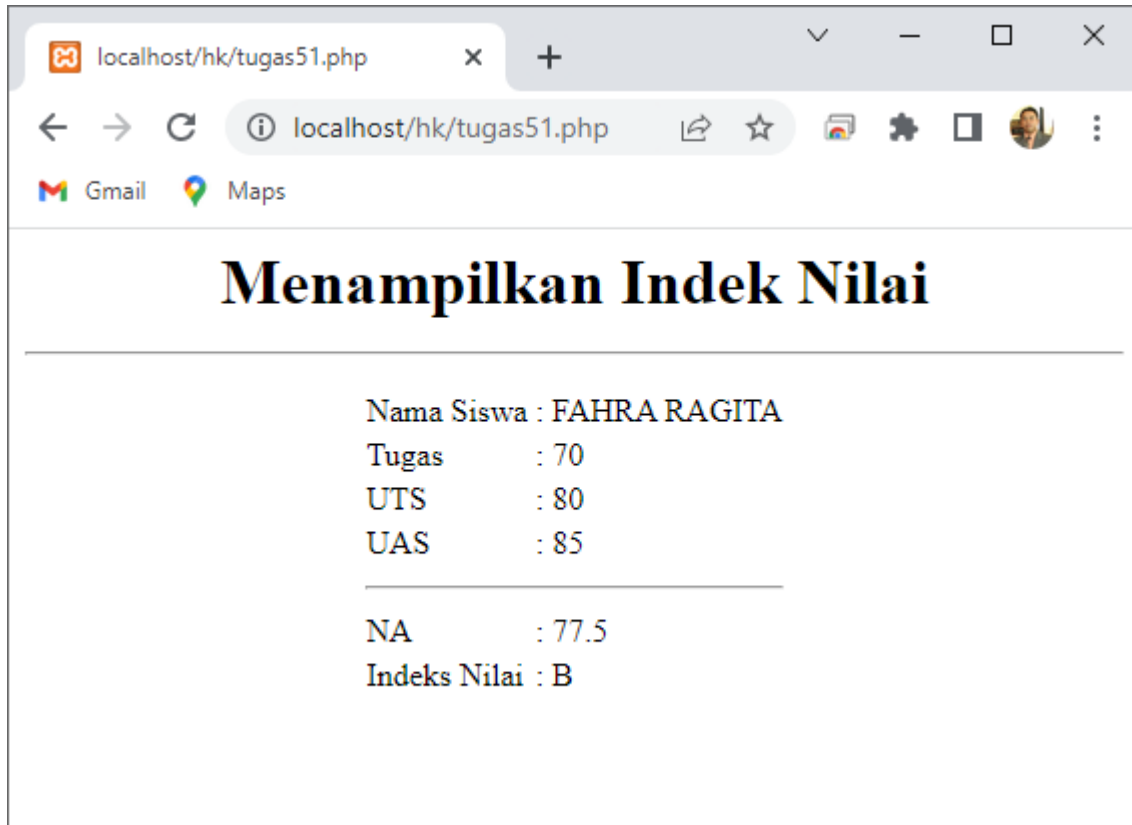 localhost/hk/tugas51.php
localhost/hk/tugas51.php
Gmail Maps
Menampilkan Indek Nilai
Nama Siswa : FAHRA RAGITA
Tugas : 70
UTS : 80
UAS : 85
NA : 77.5
Indeks Nilai : B